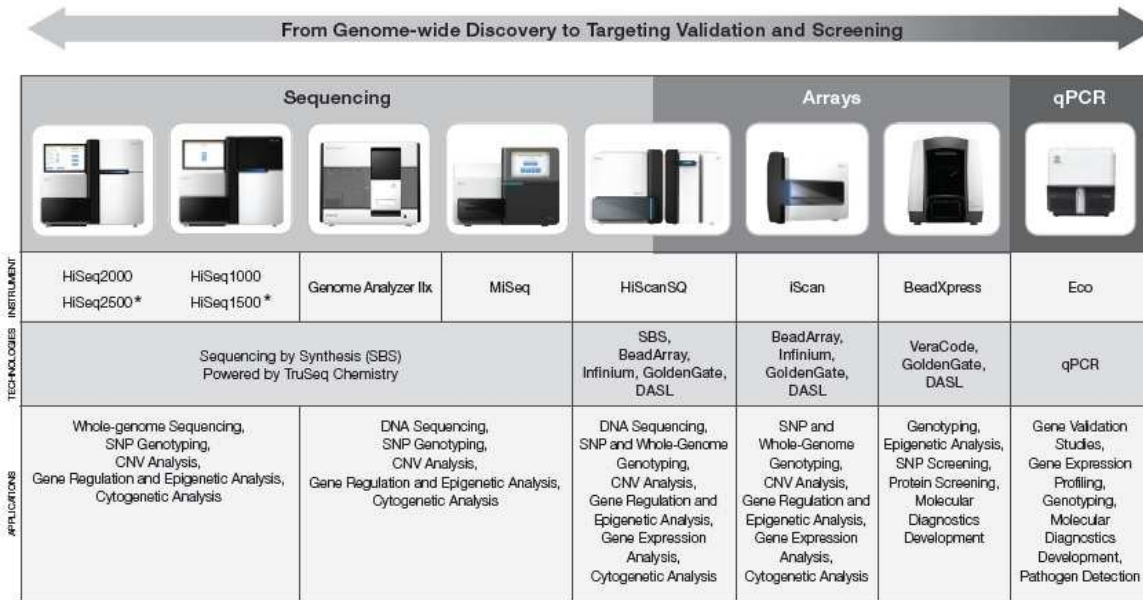 From Genome-wide Discovery to Targeting Validation and Screening
Sequencing
Arrays
qPCR
INSTRUMENT
HiSeq2000
HiSeq2500*
HiSeq1000
HiSeq1500*
Genome Analyzer IIx
MiSeq
HiScanSQ
iScan
BeadXpress
Eco
TECHNOLOGIES
Sequencing by Synthesis (SBS)
Powered by TruSeq Chemistry
SBS,
BeadArray,
Infinium, GoldenGate,
DASL
BeadArray,
Infinium,
GoldenGate,
DASL
VeraCode,
GoldenGate,
DASL
qPCR
APPLICATIONS
Whole-genome Sequencing,
SNP Genotyping,
CNV Analysis,
Gene Regulation and Epigenetic Analysis,
Cytogenetic Analysis
DNA Sequencing,
SNP Genotyping,
CNV Analysis,
Gene Regulation and Epigenetic Analysis,
Cytogenetic Analysis
DNA Sequencing,
SNP and Whole-Genome
Genotyping,
CNV Analysis,
Gene Regulation and
Epigenetic Analysis,
Gene Expression
Analysis,
Cytogenetic Analysis
SNP and
Whole-Genome
Genotyping,
CNV Analysis,
Gene Regulation and
Epigenetic Analysis,
Gene Expression
Analysis,
Cytogenetic Analysis
Genotyping,
Epigenetic Analysis,
SNP Screening,
Protein Screening,
Molecular
Diagnostics
Development
Gene Validation
Studies,
Gene Expression
Profiling,
Genotyping,
Molecular
Diagnostics
Development,
Pathogen Detection